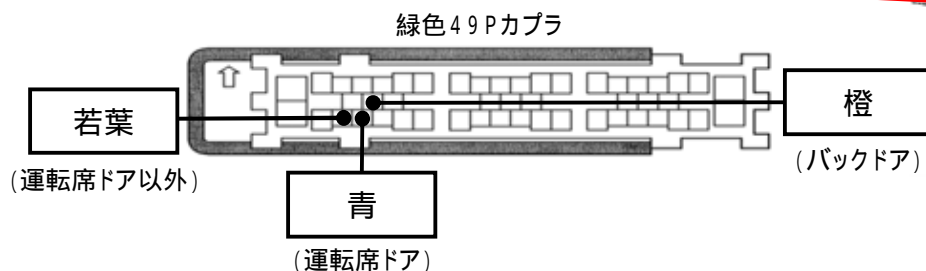 緑色49Pカプラ
若葉
(運転席ドア以外)
青
(運転席ドア)
橙
(バックドア)